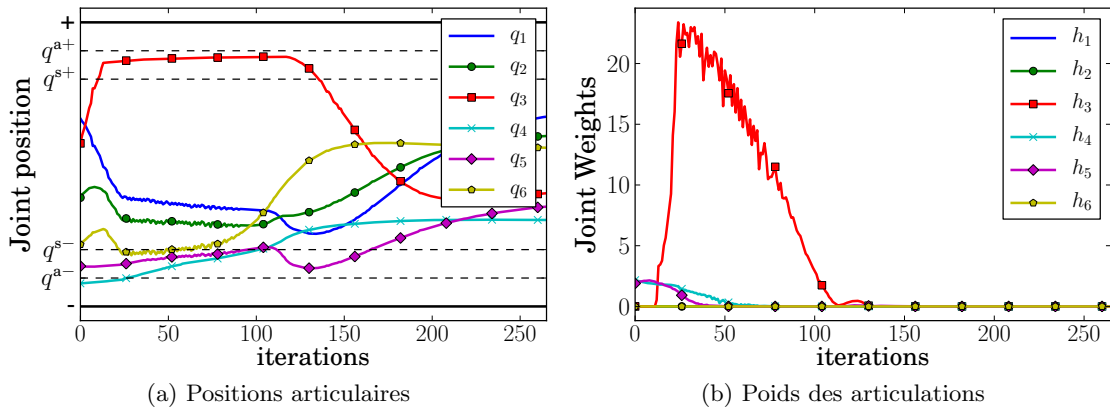 +
q^{a+}
q^{s+}
q^{s−}
q^{a−}
-
Joint position
0 50 100 150 200 250
iterations
q_1
q_2
q_3
q_4
q_5
q_6
(a) Positions articulaires
20
15
10
5
0
Joint Weights
0 50 100 150 200 250
iterations
h_1
h_2
h_3
h_4
h_5
h_6
(b) Poids des articulations